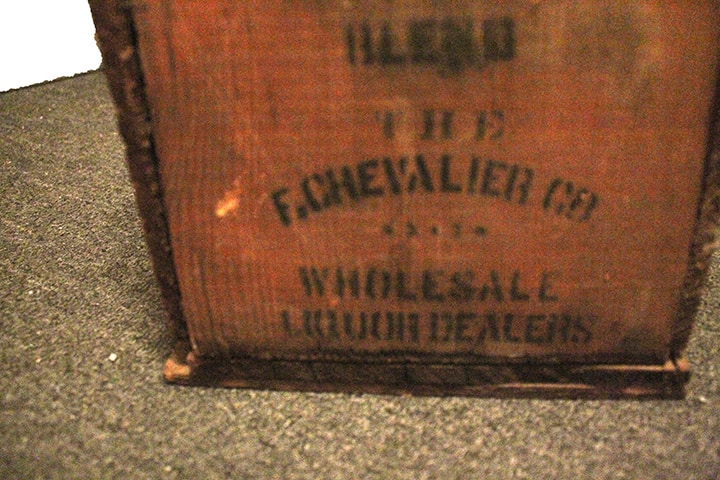 BLEND
THE
F. CHEVALIER CO
WHOLESALE
LIQUOR DEALERS